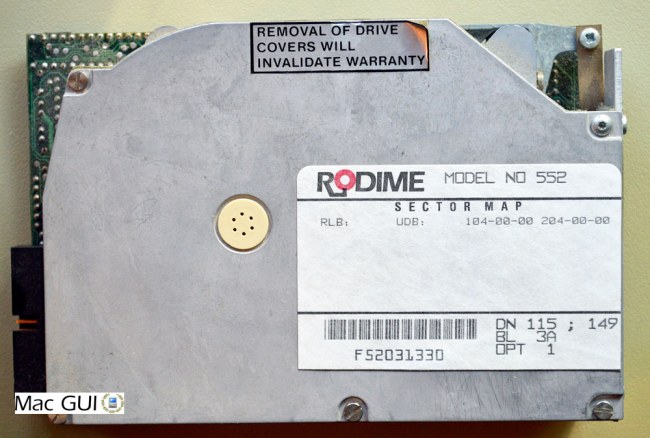 REMOVAL OF DRIVE
COVERS WILL
INVALIDATE WARRANTY
RODIME MODEL NO 552
SECTOR MAP
RLB: UDB: 104-00-00 204-00-00
DN 115 ; 149
BL 3A
OPT 1
F52031330
Mac GUI